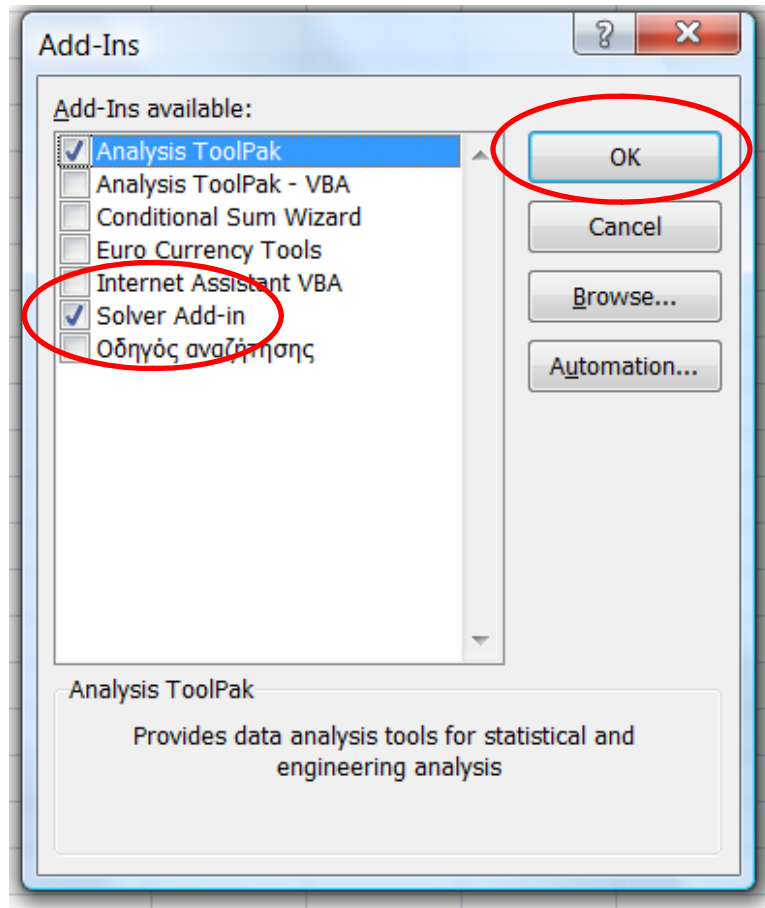 Add-Ins
Add-Ins available:
Analysis ToolPak
Analysis ToolPak - VBA
Conditional Sum Wizard
Euro Currency Tools
Internet Assistant VBA
Solver Add-in
Οδηγός αναζήτησης
OK
Cancel
Browse...
Automation...
Analysis ToolPak
Provides data analysis tools for statistical and
engineering analysis